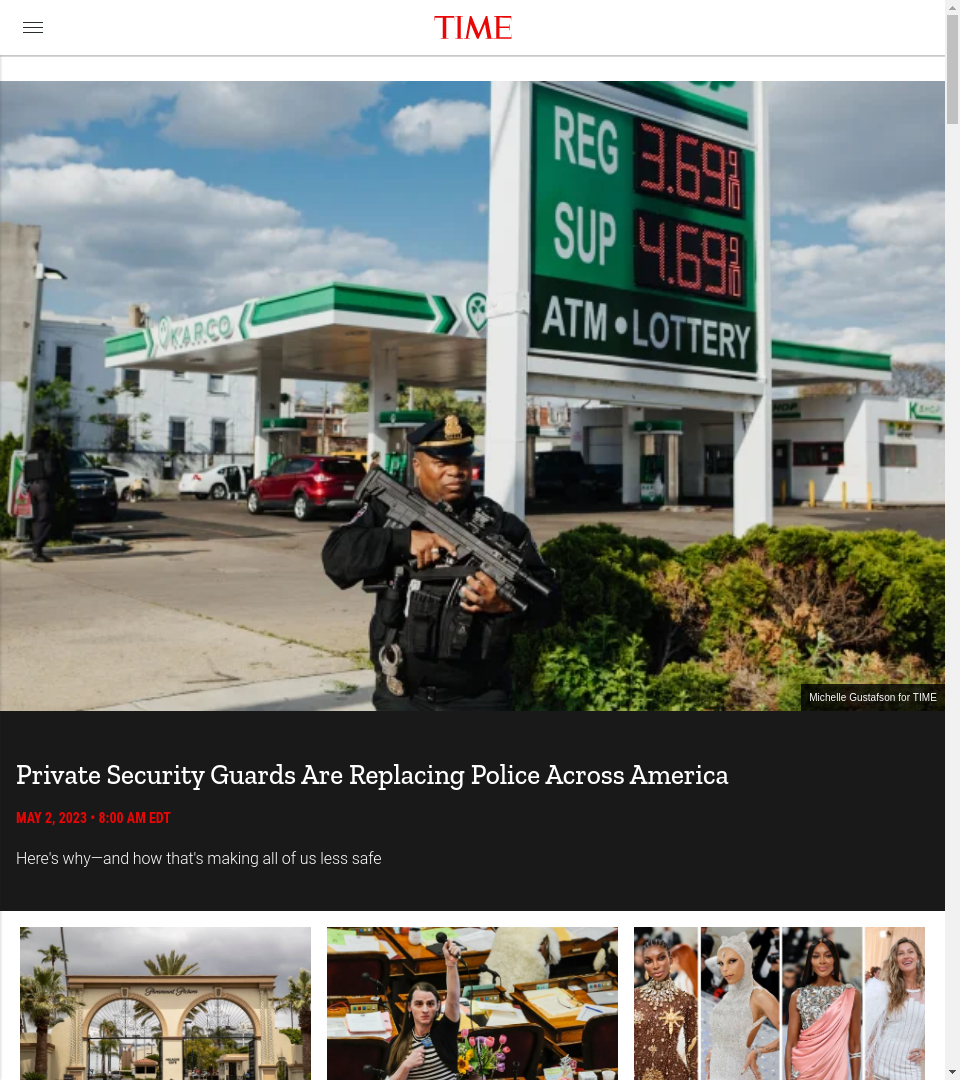 TIME
REG 3.69 9/10
SUP 4.69 9/10
ATM • LOTTERY
KARCO
Michelle Gustafson for TIME
Private Security Guards Are Replacing Police Across America
MAY 2, 2023 • 8:00 AM EDT
Here's why—and how that's making all of us less safe
Paramount Pictures